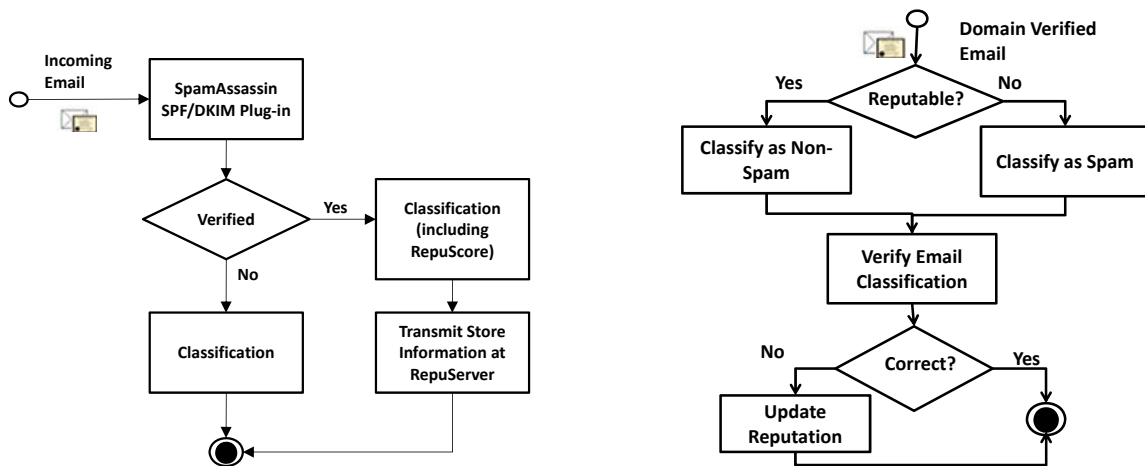 Incoming
Email
SpamAssassin
SPF/DKIM Plug-in
Verified
Yes
Classification
(including
RepuScore)
No
Classification
Transmit Store
Information at
RepuServer
Domain Verified
Email
Yes
Reputable?
No
Classify as Non-
Spam
Classify as Spam
Verify Email
Classification
No
Correct?
Yes
Update
Reputation